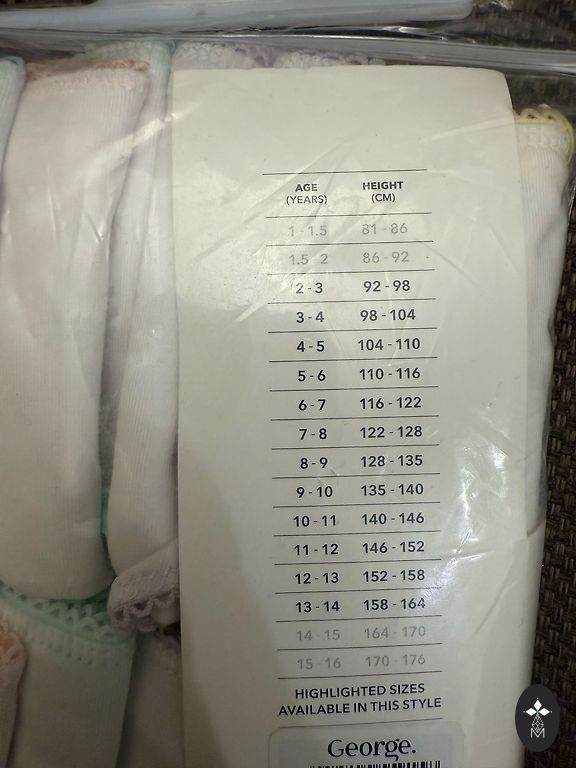 AGE HEIGHT
(YEARS) (CM)
1 - 1.5 81 - 86
1.5 2 86 - 92
2 - 3 92 - 98
3 - 4 98 - 104
4 - 5 104 - 110
5 - 6 110 - 116
6 - 7 116 - 122
7 - 8 122 - 128
8 - 9 128 - 135
9 - 10 135 - 140
10 - 11 140 - 146
11 - 12 146 - 152
12 - 13 152 - 158
13 - 14 158 - 164
14 - 15 164 - 170
15 - 16 170 - 176
HIGHLIGHTED SIZES
AVAILABLE IN THIS STYLE
George.
M